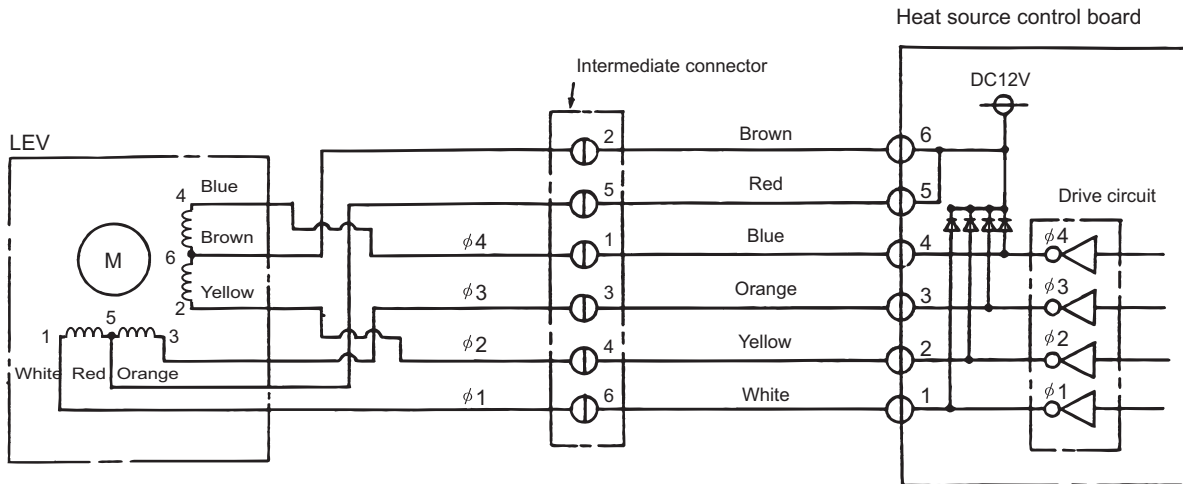 Heat source control board
Intermediate connector
DC12V
LEV
2 Brown 6
4 Blue
5 Red 5
Drive circuit
Brown
ϕ4 1 Blue 4 ϕ4
M
6
Yellow
ϕ3 3 Orange 3 ϕ3
2
1 5 3
ϕ2 4 Yellow 2 ϕ2
White Red Orange
ϕ1 6 White 1 ϕ1